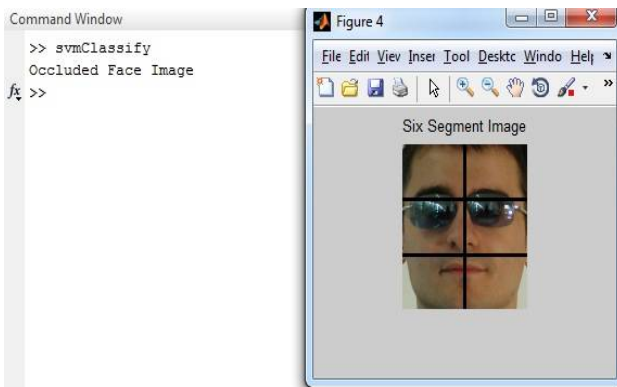 Command Window
>> svmClassify
Occluded Face Image
fx >>
Figure 4
File Edit Viev Inser Tool Desktc Windo Help
Six Segment Image